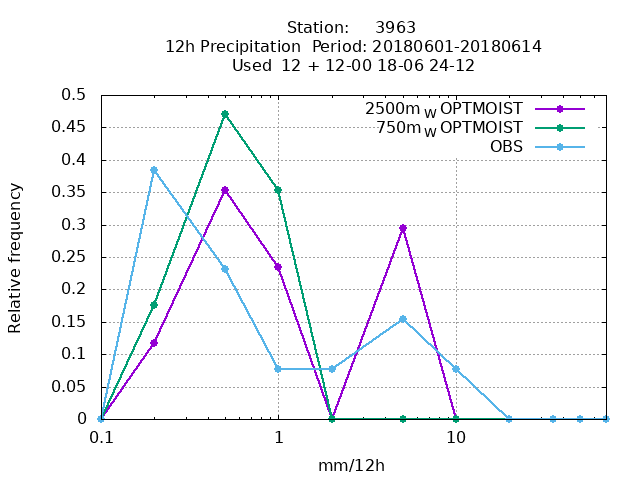 Station: 3963
12h Precipitation Period: 20180601-20180614
Used 12 + 12-00 18-06 24-12
2500m W OPTMOIST
750m W OPTMOIST
OBS
0.5
0.45
0.4
0.35
0.3
0.25
0.2
0.15
0.1
0.05
0
Relative frequency
0.1 1 10
mm/12h